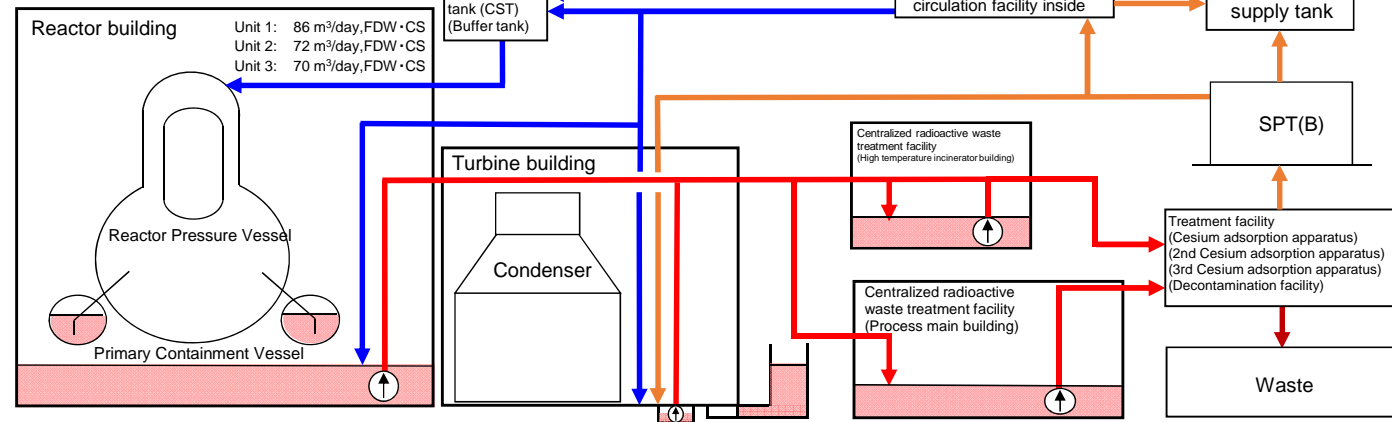 tank (CST)
(Buffer tank)
circulation facility inside
supply tank
Reactor building
Unit 1: 86 m³/day,FDW・CS
Unit 2: 72 m³/day,FDW・CS
Unit 3: 70 m³/day,FDW・CS
SPT(B)
Centralized radioactive waste
treatment facility
(High temperature incinerator building)
Turbine building
Reactor Pressure Vessel
Condenser
Treatment facility
(Cesium adsorption apparatus)
(2nd Cesium adsorption apparatus)
(3rd Cesium adsorption apparatus)
(Decontamination facility)
Centralized radioactive
waste treatment facility
(Process main building)
Primary Containment Vessel
Waste